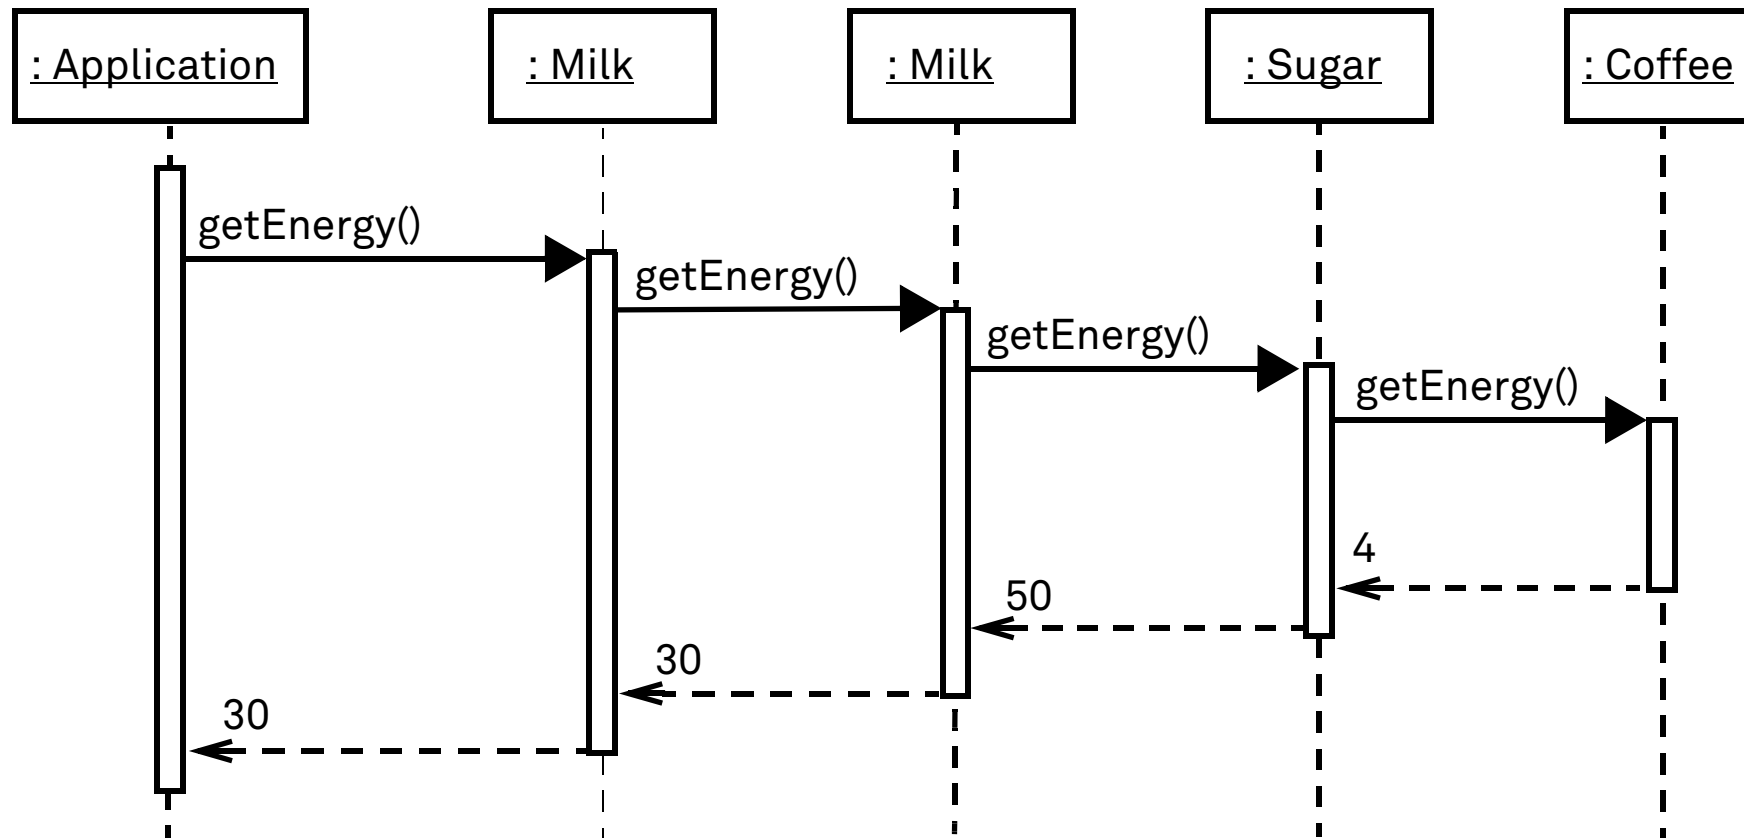 : Application
: Milk
: Milk
: Sugar
: Coffee
getEnergy()
getEnergy()
getEnergy()
getEnergy()
4
50
30
30